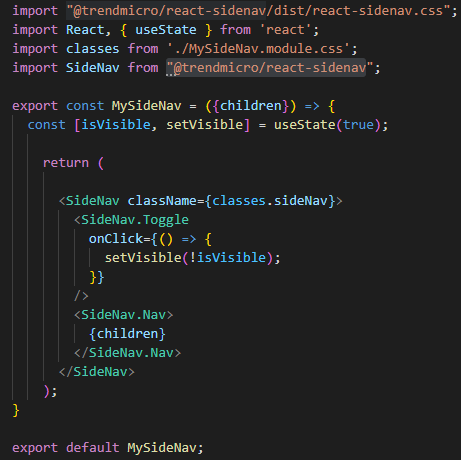 import "@trendmicro/react-sidenav/dist/react-sidenav.css";
import React, { useState } from 'react';
import classes from './MySideNav.module.css';
import SideNav from "@trendmicro/react-sidenav";

export const MySideNav = ({children}) => {
  const [isVisible, setVisible] = useState(true);

    return (

      <SideNav className={classes.sideNav}>
        <SideNav.Toggle
          onClick={() => {
            setVisible(!isVisible);
          }}
        />
        <SideNav.Nav>
          {children}
        </SideNav.Nav>
      </SideNav>
    );
}

export default MySideNav;